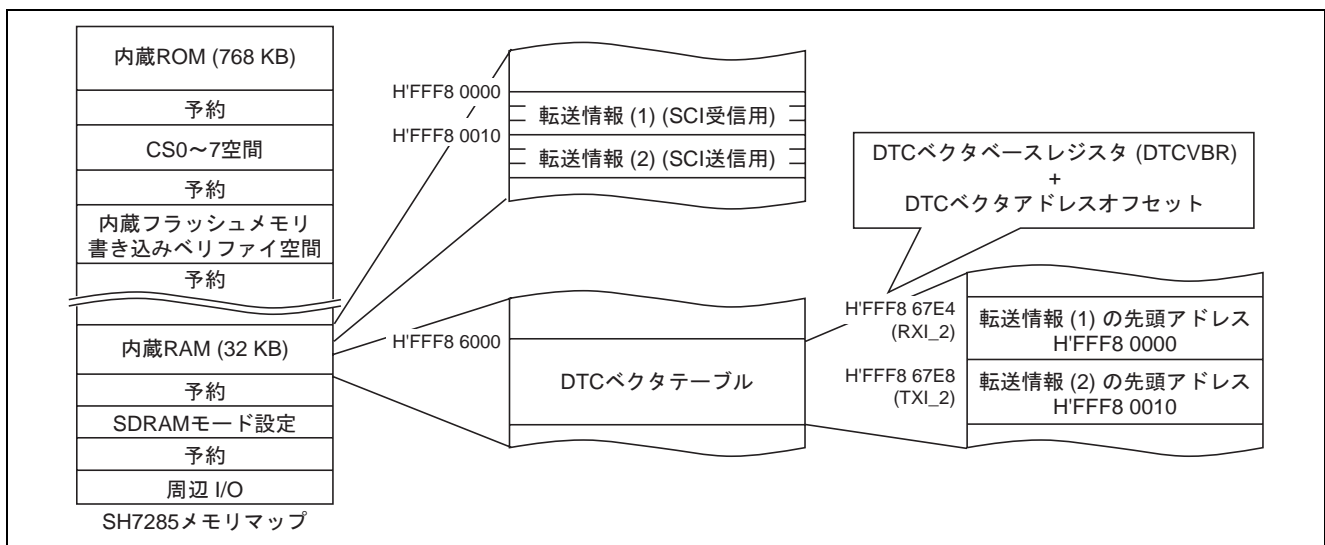 内蔵ROM (768 KB)
予約
CS0～7空間
予約
内蔵フラッシュメモリ
書き込みベリファイ空間
予約
内蔵RAM (32 KB)
予約
SDRAMモード設定
予約
周辺 I/O
SH7285メモリマップ
H'FFF8 0000
H'FFF8 0010
転送情報 (1) (SCI受信用)
転送情報 (2) (SCI送信用)
H'FFF8 6000
DTCベクタテーブル
DTCベクタベースレジスタ (DTCVBR)
+
DTCベクタアドレスオフセット
H'FFF8 67E4
(RXI_2)
H'FFF8 67E8
(TXI_2)
転送情報 (1) の先頭アドレス
H'FFF8 0000
転送情報 (2) の先頭アドレス
H'FFF8 0010